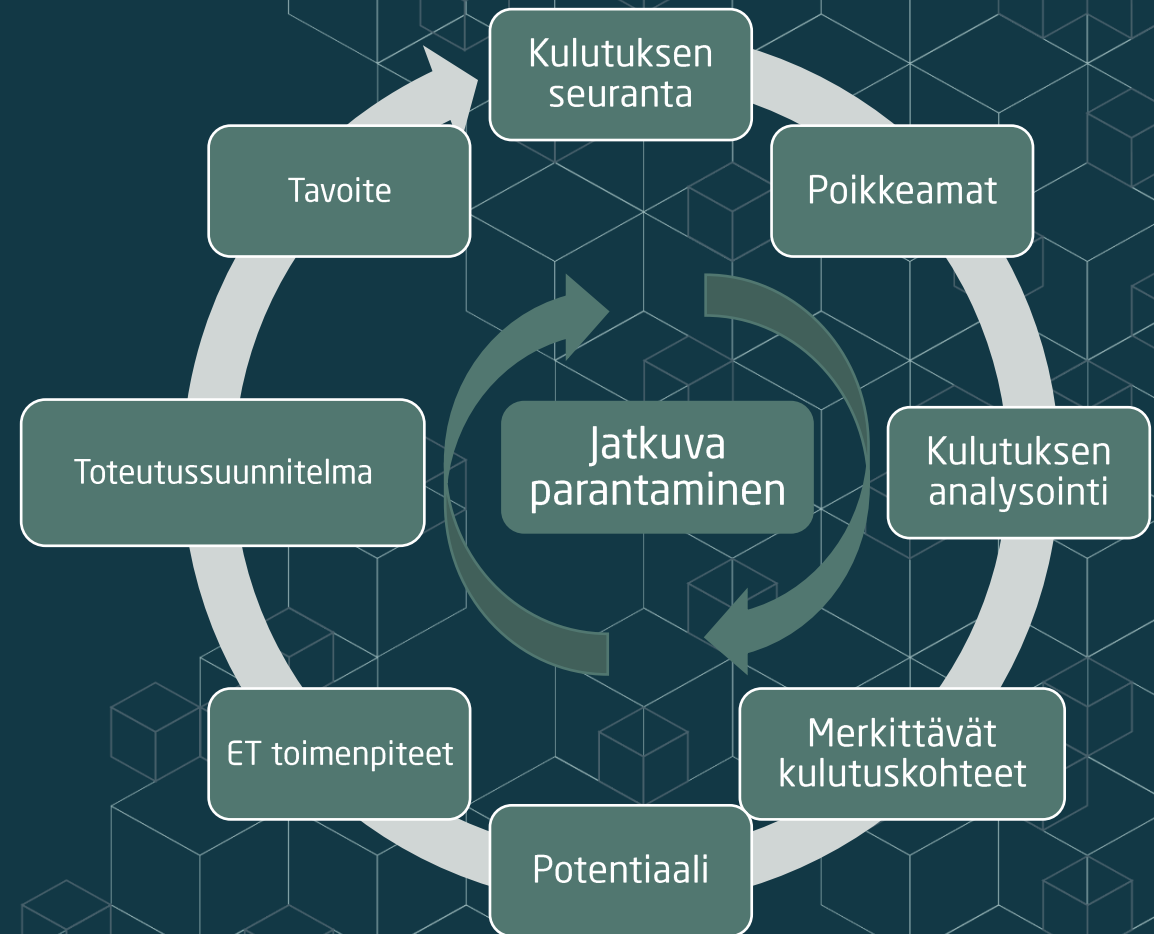 Kulutuksen
seuranta
Poikkeamat
Kulutuksen
analysointi
Merkittävät
kulutuskohteet
Potentiaali
ET toimenpiteet
Toteutussuunnitelma
Tavoite
Jatkuva
parantaminen